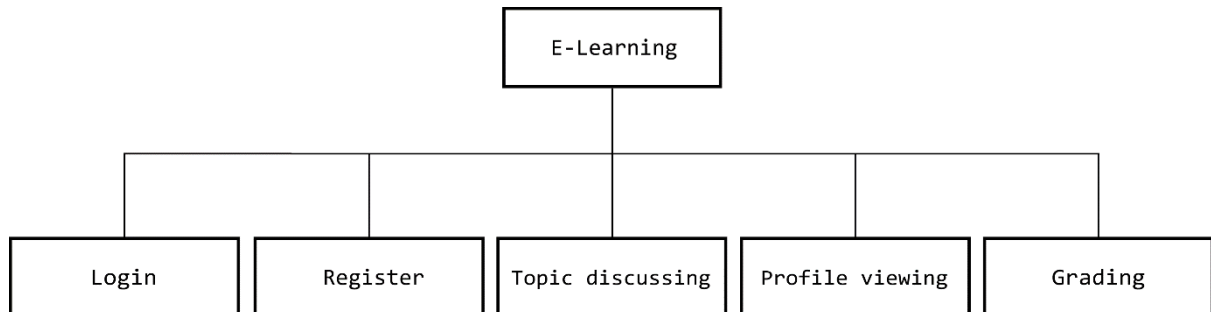 E-Learning
Login
Register
Topic discussing
Profile viewing
Grading